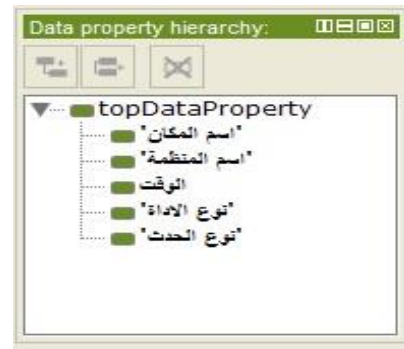 Data property hierarchy:
topDataProperty
'اسم المكان'
'اسم المنظمة'
الوقت
'نوع الاداة'
'نوع الحدث'